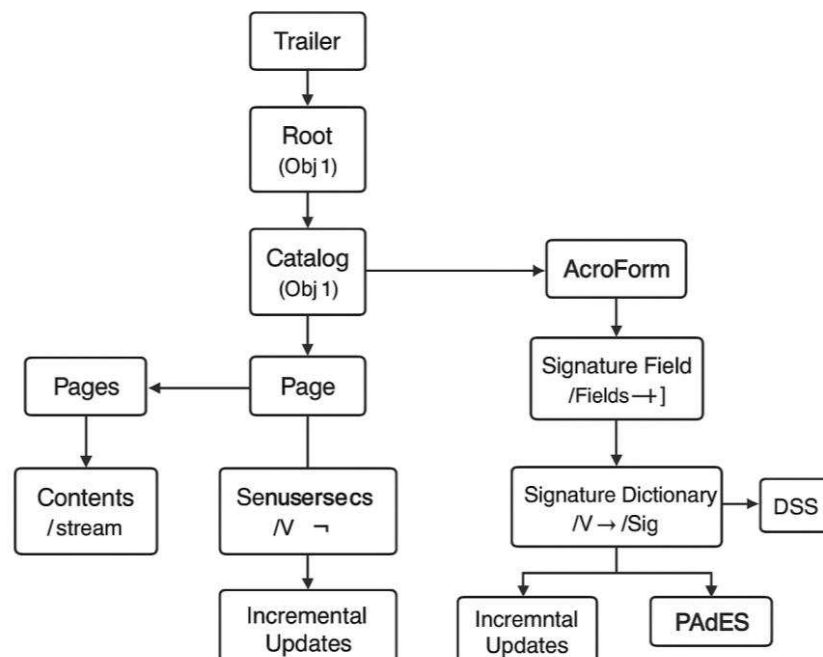 Trailer
Root
(Obj 1)
Catalog
(Obj 1)
AcroForm
Pages
Page
Signature Field
/Fields → ]
Contents
/stream
Senusersecs
/V ¬
Signature Dictionary
/V → /Sig
DSS
Incremental
Updates
Incremntal
Updates
PAdES